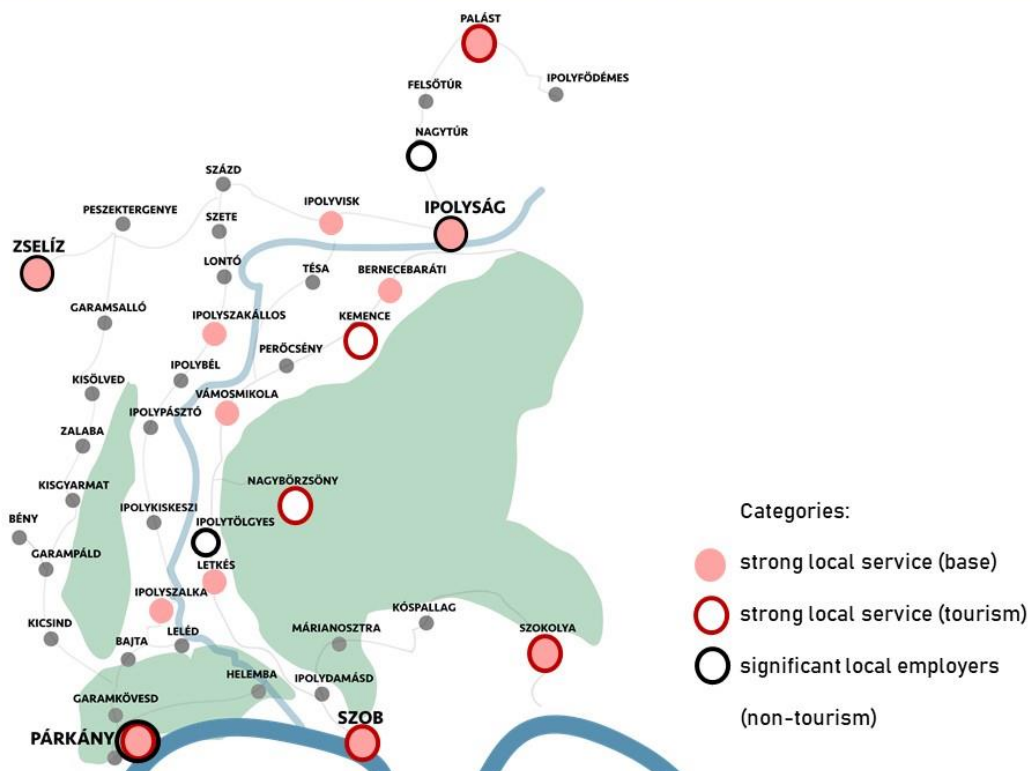 PALÁST
IPOLYFÖDÉMES
FELSŐTÚR
NAGYTÚR
SZÁZD
IPOLYVISK
IPOLYSÁG
PESZEKTERGENYE
SZETE
ZSELÍZ
LONTÓ
TÉSA
BERNECEBARÁTI
GARAMSALLÓ
IPOLYSZAKÁLLOS
KEMENCE
PERŐCSÉNY
IPOLYBÉL
KISÖLVED
VÁMOSMIKOLA
IPOLYPÁSZTÓ
ZALABA
KISGYARMAT
NAGYBÖRZSÖNY
IPOLYKISKESZI
BÉNY
IPOLYTÖLGYES
GARAMPÁLD
LETKÉS
IPOLYSZALKA
KICSIND
KÓSPALLAG
BAJTA
LELÉD
MÁRIANOSZTRA
SZOKOLYA
HELEMBA
IPOLYDAMÁSD
GARAMKÖVESD
SZOB
PÁRKÁNY
Categories:
strong local service (base)
strong local service (tourism)
significant local employers
(non-tourism)